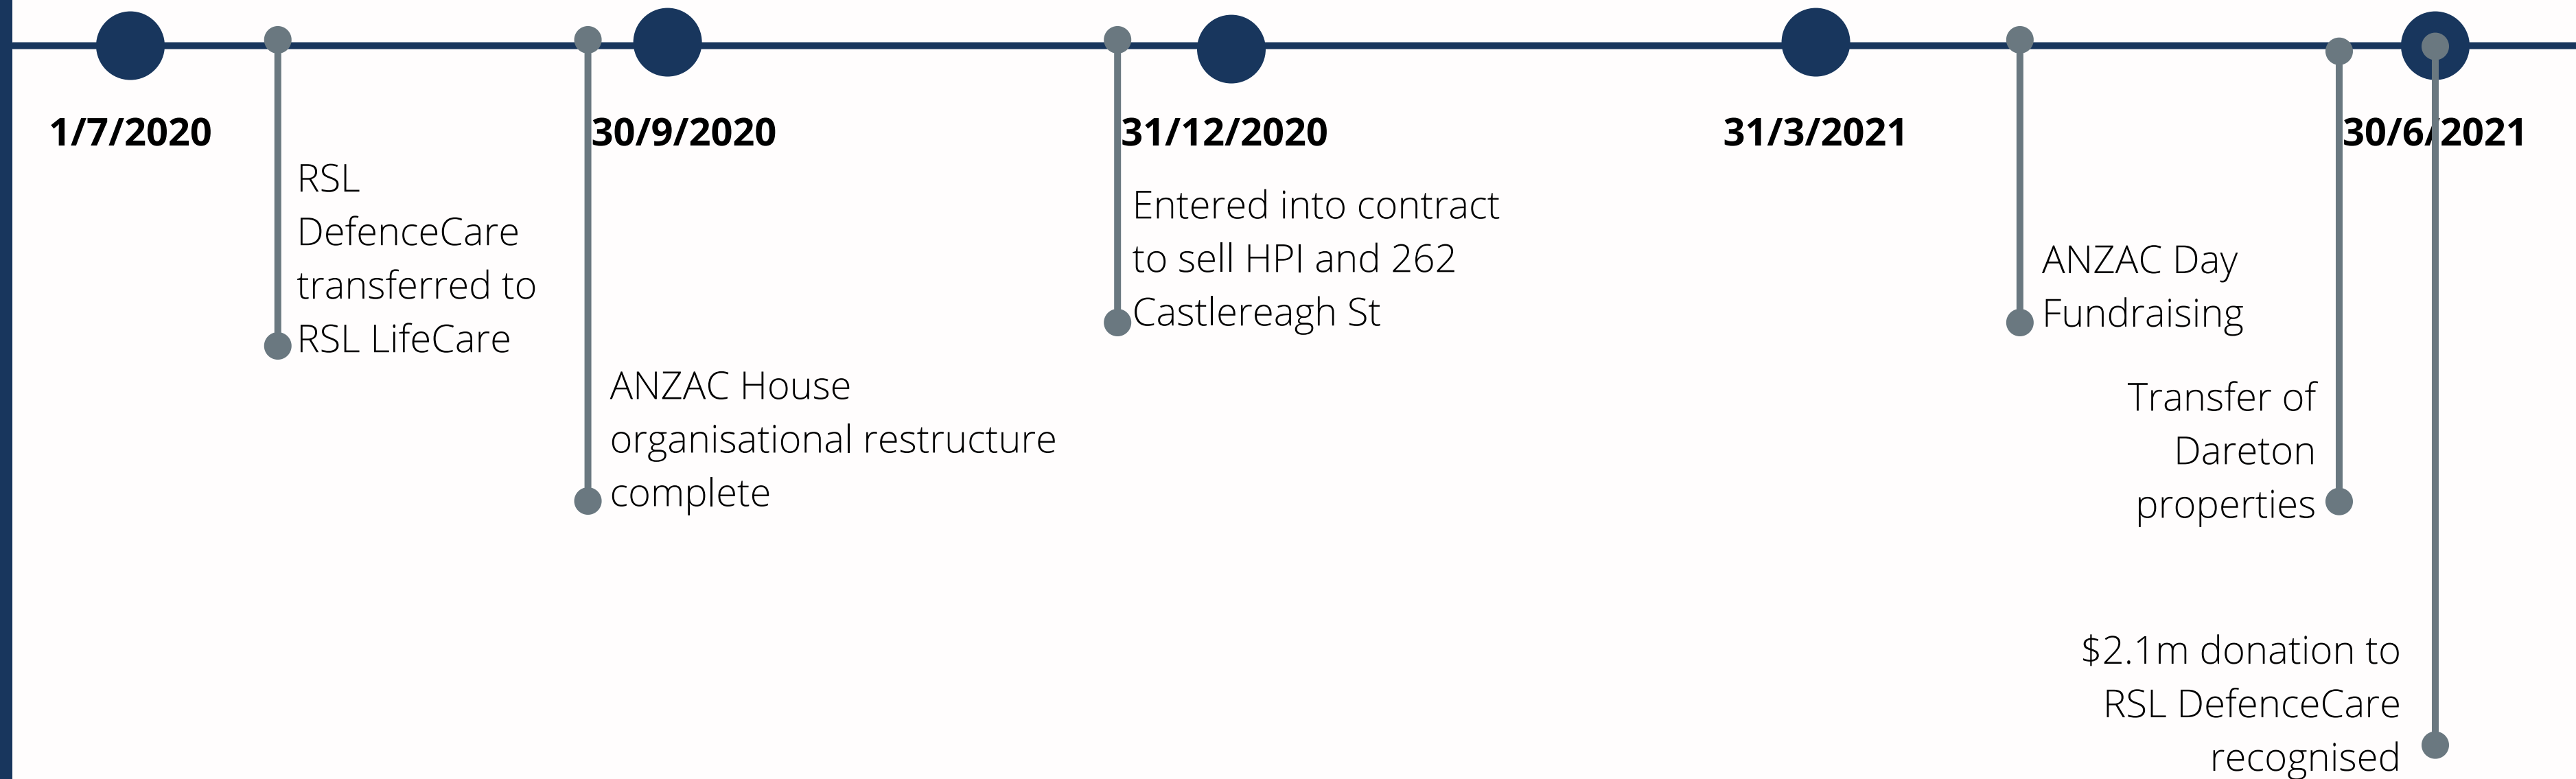 1/7/2020
30/9/2020
31/12/2020
31/3/2021
30/6/2021
RSL
DefenceCare
transferred to
RSL LifeCare
ANZAC House
organisational restructure
complete
Entered into contract
to sell HPI and 262
Castlereagh St
ANZAC Day
Fundraising
Transfer of
Dareton
properties
$2.1m donation to
RSL DefenceCare
recognised